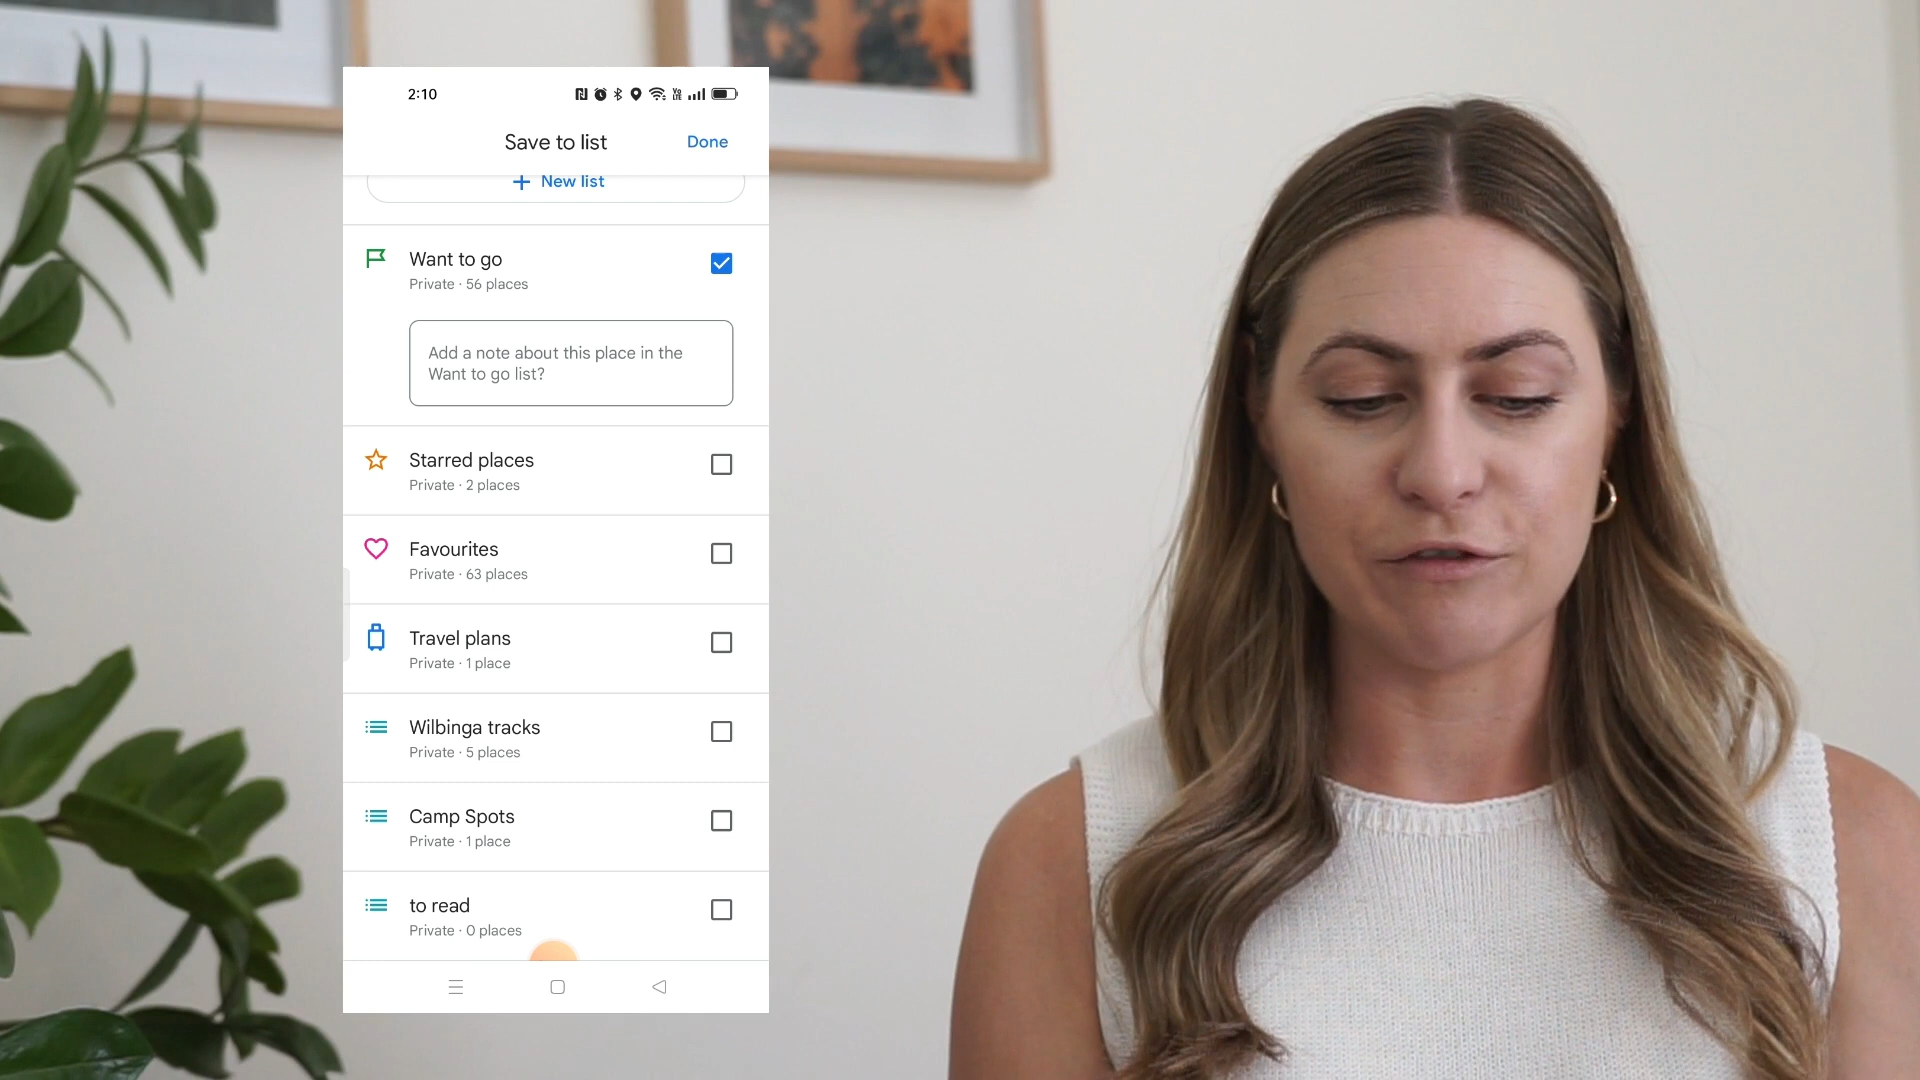 2:10
Save to list
Done
New list
Want to go
Private · 56 places
Add a note about this place in the
Want to go list?
Starred places
Private · 2 places
Favourites
Private · 63 places
Travel plans
Private · 1 place
Wilbinga tracks
Private · 5 places
Camp Spots
Private · 1 place
to read
Private · 0 places